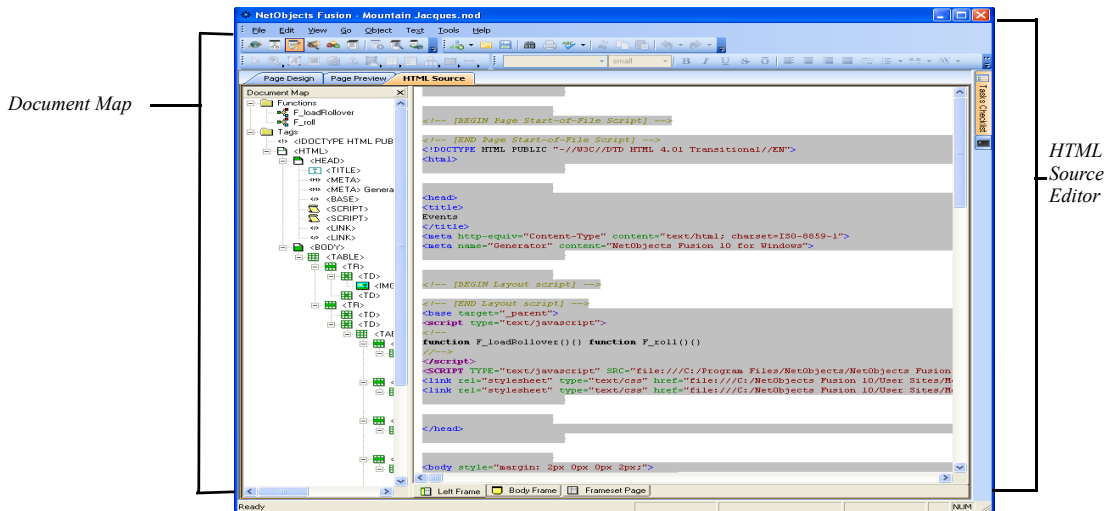 NetObjects Fusion - Mountain Jacques.nod
File Edit View Go Object Text Tools Help
small
Page Design Page Preview HTML Source
Document Map
Functions
F_loadRollover
F_roll
Tags
<!DOCTYPE HTML PUB
<HTML>
<HEAD>
<TITLE>
<META>
<META> Genera
<BASE>
<SCRIPT>
<SCRIPT>
<LINK>
<LINK>
<BODY>
<TABLE>
<TR>
<TD>
<IMG
<TD>
<TR>
<TD>
<TD>
<TAB
<!-- [BEGIN Page Start-of-File Script] -->
<!-- [END Page Start-of-File Script] -->
<!DOCTYPE HTML PUBLIC "-//W3C//DTD HTML 4.01 Transitional//EN">
<html>
<head>
<title>
Events
</title>
<meta http-equiv="Content-Type" content="text/html; charset=ISO-8859-1">
<meta name="Generator" content="NetObjects Fusion 10 for Windows">
<!-- [BEGIN Layout script] -->
<!-- [END Layout script] -->
<base target="_parent">
<script type="text/javascript">
<!--
function F_loadRollover(){} function F_roll(){}
//-->
</script>
<SCRIPT TYPE="text/javascript" SRC="file:///C:/Program Files/NetObjects/NetObjects Fusion
<link rel="stylesheet" type="text/css" href="file:///C:/NetObjects Fusion 10/User Sites/M
<link rel="stylesheet" type="text/css" href="file:///C:/NetObjects Fusion 10/User Sites/M
</head>
<body style="margin: 2px 0px 0px 2px;">
Left Frame Body Frame Frameset Page
Ready NUM
Tasks Checklist
Document Map
HTML
Source
Editor